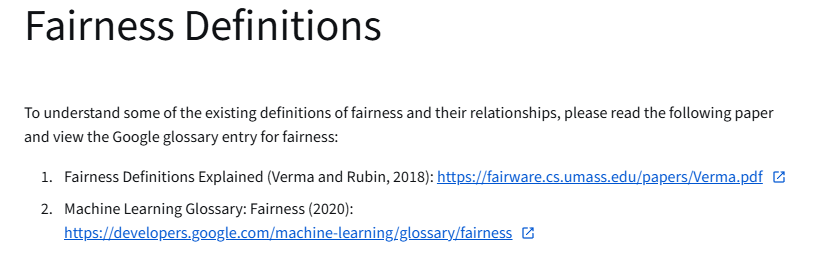 Fairness Definitions
To understand some of the existing definitions of fairness and their relationships, please read the following paper
and view the Google glossary entry for fairness:
1. Fairness Definitions Explained (Verma and Rubin, 2018): https://fairware.cs.umass.edu/papers/Verma.pdf
2. Machine Learning Glossary: Fairness (2020):
https://developers.google.com/machine-learning/glossary/fairness